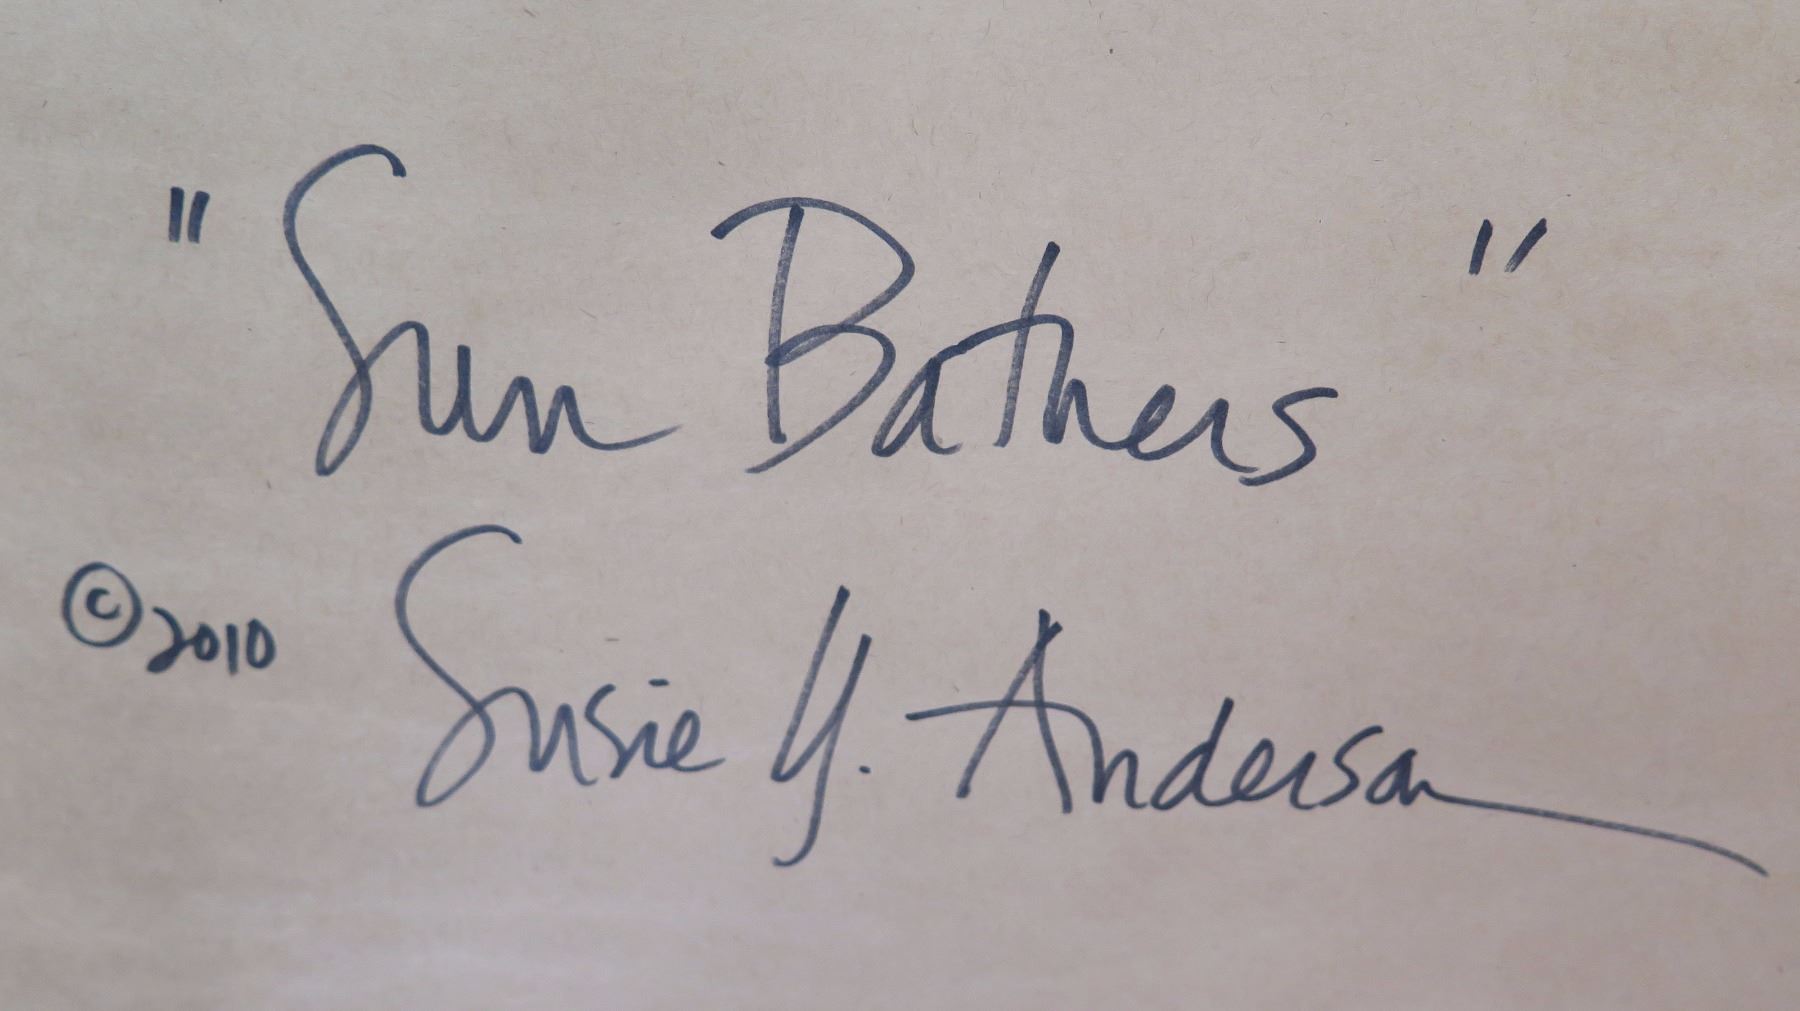 "Sun Bathers"
© 2010 Susie Y. Anderson